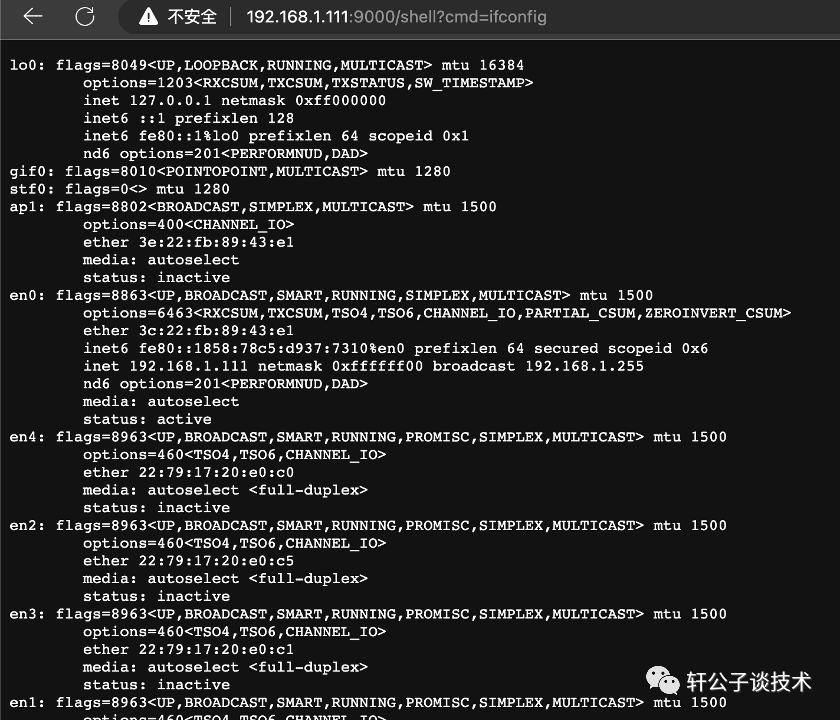 不安全 192.168.1.111:9000/shell?cmd=ifconfig
lo0: flags=8049<UP,LOOPBACK,RUNNING,MULTICAST> mtu 16384
options=1203<RXCSUM,TXCSUM,TXSTATUS,SW_TIMESTAMP>
inet 127.0.0.1 netmask 0xff000000
inet6 ::1 prefixlen 128
inet6 fe80::1%lo0 prefixlen 64 scopeid 0x1
nd6 options=201<PERFORMNUD,DAD>
gif0: flags=8010<POINTOPOINT,MULTICAST> mtu 1280
stf0: flags=0<> mtu 1280
ap1: flags=8802<BROADCAST,SIMPLEX,MULTICAST> mtu 1500
options=400<CHANNEL_IO>
ether 3e:22:fb:89:43:e1
media: autoselect
status: inactive
en0: flags=8863<UP,BROADCAST,SMART,RUNNING,SIMPLEX,MULTICAST> mtu 1500
options=6463<RXCSUM,TXCSUM,TSO4,TSO6,CHANNEL_IO,PARTIAL_CSUM,ZEROINVERT_CSUM>
ether 3c:22:fb:89:43:e1
inet6 fe80::1858:78c5:d937:7310%en0 prefixlen 64 secured scopeid 0x6
inet 192.168.1.111 netmask 0xffffff00 broadcast 192.168.1.255
nd6 options=201<PERFORMNUD,DAD>
media: autoselect
status: active
en4: flags=8963<UP,BROADCAST,SMART,RUNNING,PROMISC,SIMPLEX,MULTICAST> mtu 1500
options=460<TSO4,TSO6,CHANNEL_IO>
ether 22:79:17:20:e0:c0
media: autoselect <full-duplex>
status: inactive
en2: flags=8963<UP,BROADCAST,SMART,RUNNING,PROMISC,SIMPLEX,MULTICAST> mtu 1500
options=460<TSO4,TSO6,CHANNEL_IO>
ether 22:79:17:20:e0:c5
media: autoselect <full-duplex>
status: inactive
en3: flags=8963<UP,BROADCAST,SMART,RUNNING,PROMISC,SIMPLEX,MULTICAST> mtu 1500
options=460<TSO4,TSO6,CHANNEL_IO>
ether 22:79:17:20:e0:c1
media: autoselect <full-duplex>
status: inactive
轩公子谈技术
en1: flags=8963<UP,BROADCAST,SMART,RUNNING,PROMISC,SIMPLEX,MULTICAST> mtu 1500
options=460<TSO4,TSO6,CHANNEL_IO>